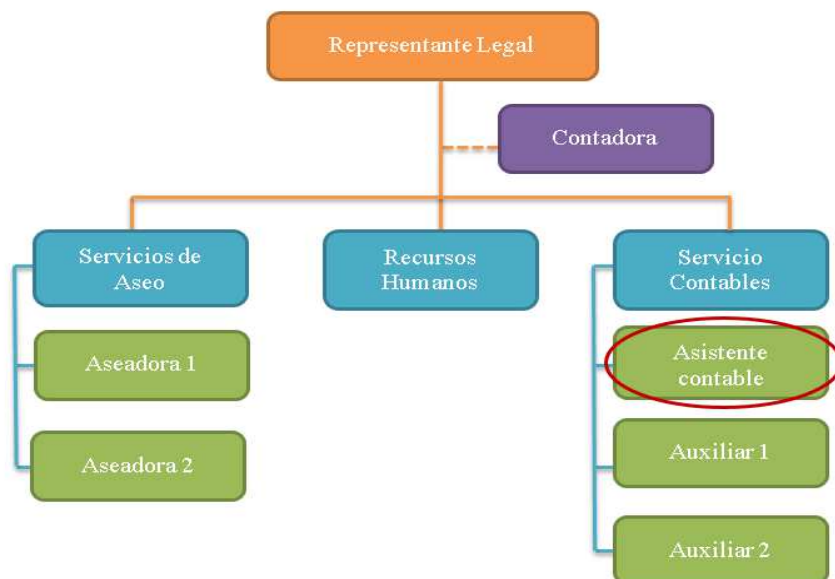 Representante Legal
Contadora
Servicios de
Aseo
Recursos
Humanos
Servicio
Contables
Aseadora 1
Asistente
contable
Aseadora 2
Auxiliar 1
Auxiliar 2